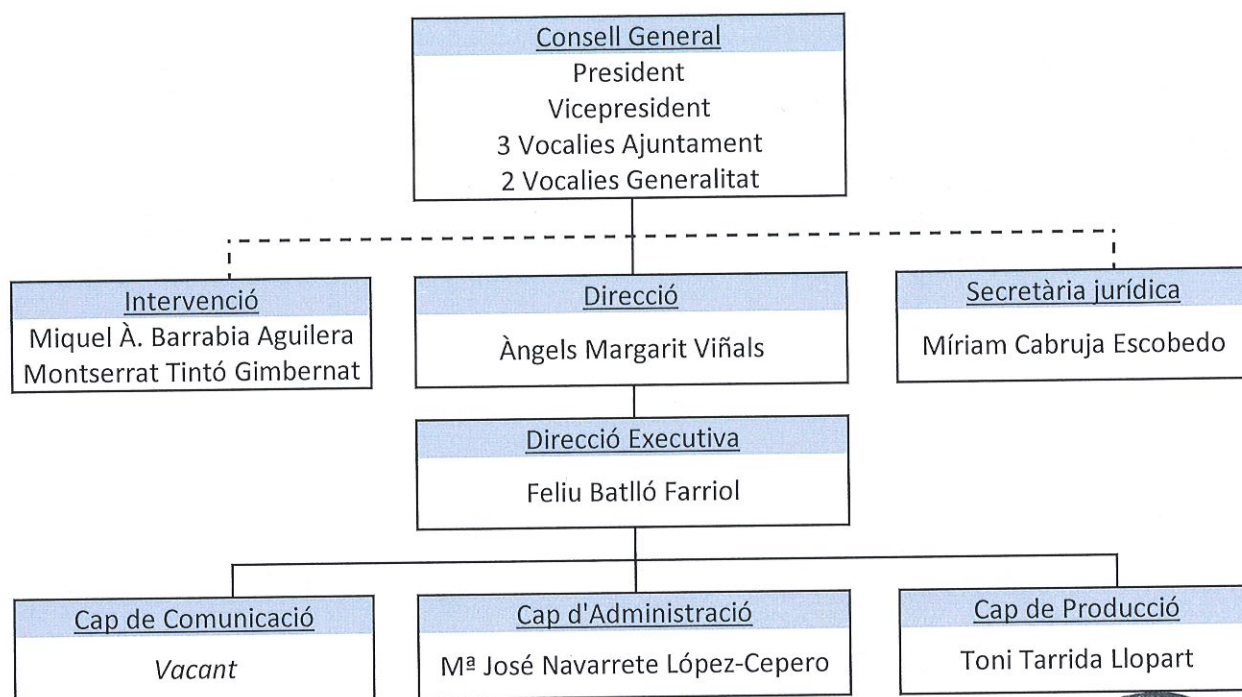 Consell General
President
Vicepresident
3 Vocalies Ajuntament
2 Vocalies Generalitat
Intervenció
Miquel À. Barrabia Aguilera
Montserrat Tintó Gimbernat
Direcció
Àngels Margarit Viñals
Secretària jurídica
Míriam Cabruja Escobedo
Direcció Executiva
Feliu Batlló Farriol
Cap de Comunicació
Vacant
Cap d'Administració
Mª José Navarrete López-Cepero
Cap de Producció
Toni Tarrida Llopart